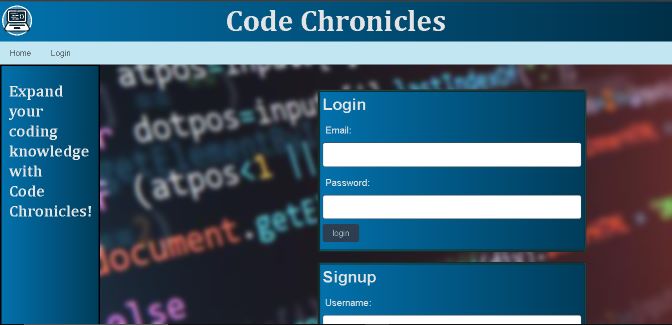 Code Chronicles
Home Login
Expand
your
coding
knowledge
with
Code
Chronicles!
atpos=
r dotpos=input
lastIndexOf
r (atpos<1 ||
document.getE
else
Login
Email:
Password:
login
Signup
Username: